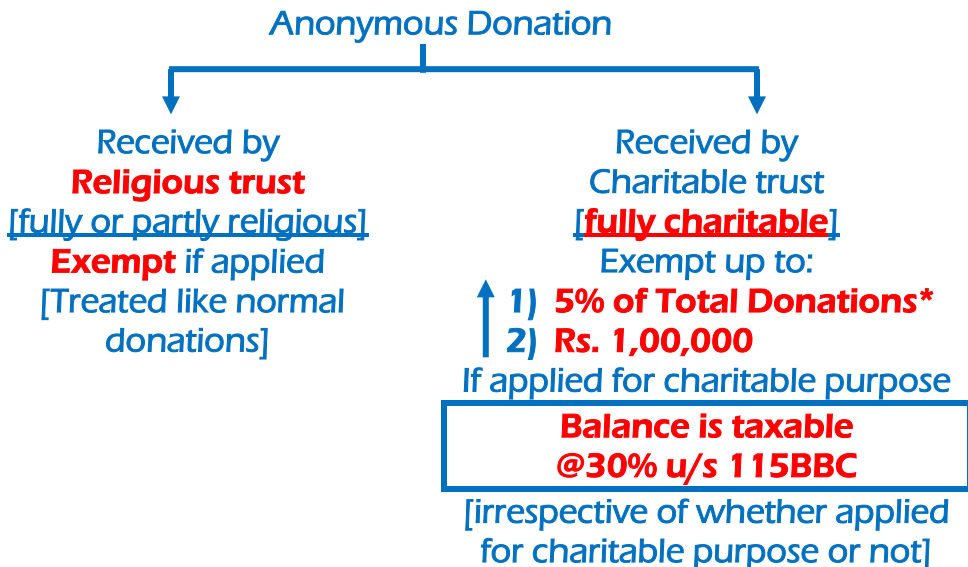 Anonymous Donation
Received by
Religious trust
[fully or partly religious]
Exempt if applied
[Treated like normal
donations]
Received by
Charitable trust
[fully charitable]
Exempt up to:
1) 5% of Total Donations*
2) Rs. 1,00,000
If applied for charitable purpose
Balance is taxable
@30% u/s 115BBC
[irrespective of whether applied
for charitable purpose or not]